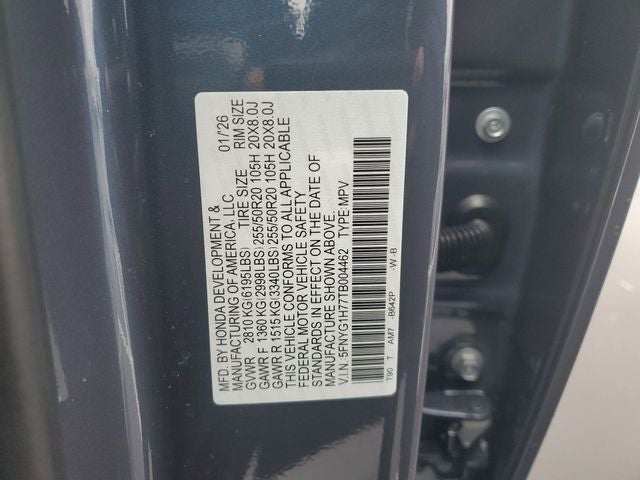 MFD. BY HONDA DEVELOPMENT &
MANUFACTURING OF AMERICA, LLC 01/'26
GVWR 2810 KG(6195LBS) TIRE SIZE RIM SIZE
GAWR F 1360 KG(2998LBS) 255/50R20 105H 20X8.0J
GAWR R 1515 KG(3340LBS) 255/50R20 105H 20X8.0J
THIS VEHICLE CONFORMS TO ALL APPLICABLE
FEDERAL MOTOR VEHICLE SAFETY
STANDARDS IN EFFECT ON THE DATE OF
MANUFACTURE SHOWN ABOVE.
V.I.N.: 5FNYG1H77TB004462 TYPE: MPV
T90 T AM7 -B642P -W -B